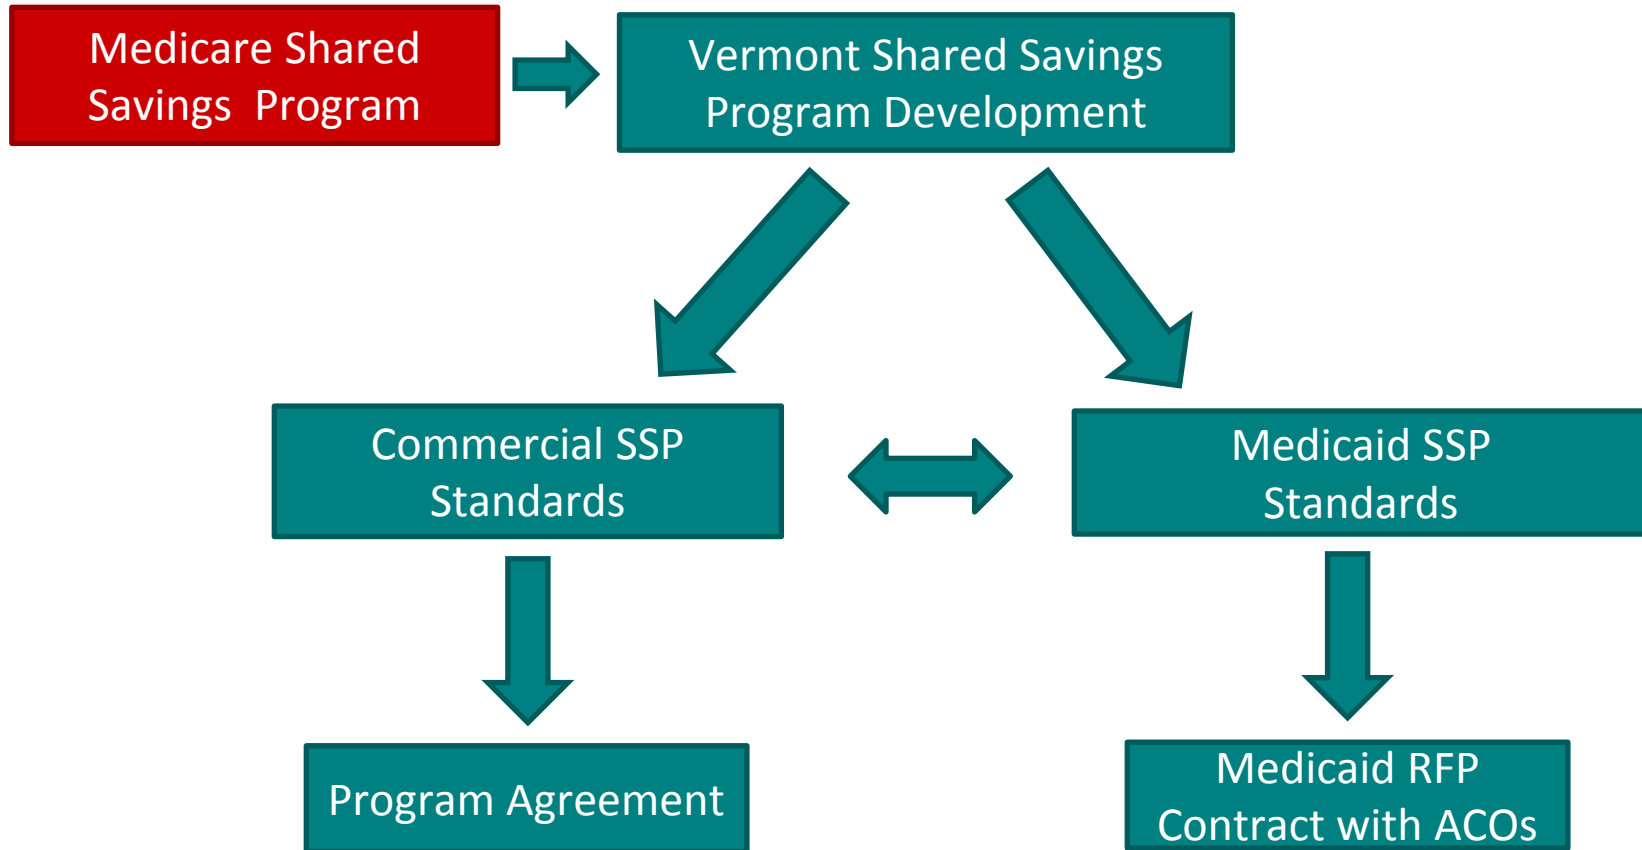 Medicare Shared
Savings Program
Vermont Shared Savings
Program Development
Commercial SSP
Standards
Medicaid SSP
Standards
Program Agreement
Medicaid RFP
Contract with ACOs